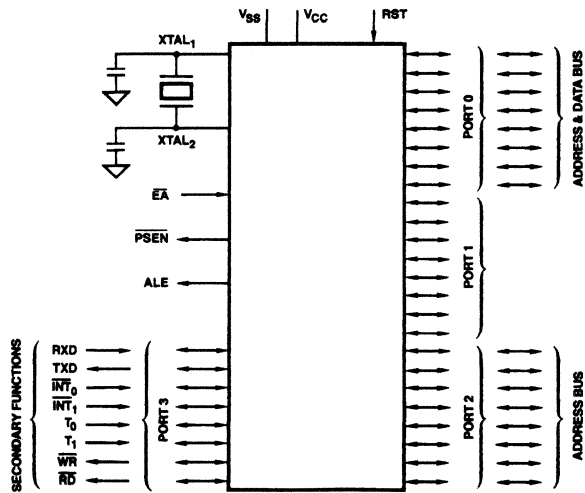 VSS
VCC
RST
XTAL1
XTAL2
EA
PSEN
ALE
PORT 0
ADDRESS & DATA BUS
PORT 1
PORT 2
ADDRESS BUS
SECONDARY FUNCTIONS
RXD
TXD
INT0
INT1
T0
T1
WR
RD
PORT 3